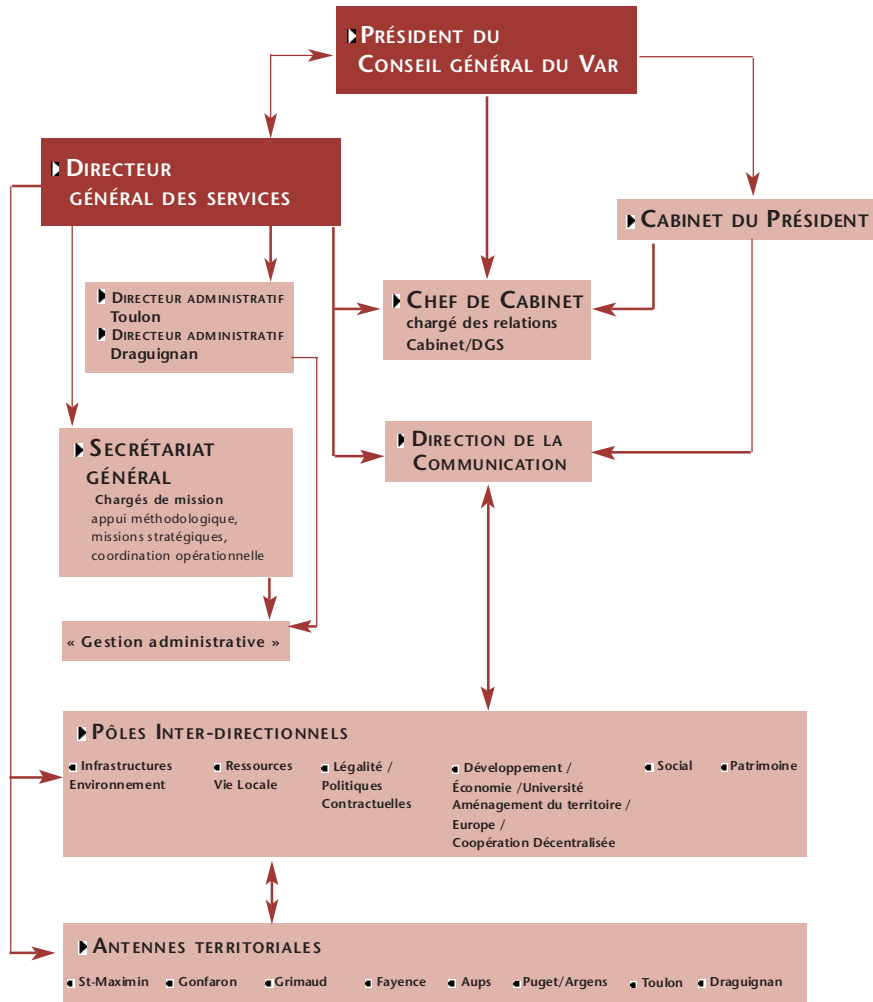 PRÉSIDENT DU
CONSEIL GÉNÉRAL DU VAR
DIRECTEUR
GÉNÉRAL DES SERVICES
CABINET DU PRÉSIDENT
DIRECTEUR ADMINISTRATIF
Toulon
DIRECTEUR ADMINISTRATIF
Draguignan
CHEF DE CABINET
chargé des relations
Cabinet/DGS
SECRÉTARIAT
GÉNÉRAL
Chargés de mission
appui méthodologique,
missions stratégiques,
coordination opérationnelle
DIRECTION DE LA
COMMUNICATION
« Gestion administrative »
PÔLES INTER-DIRECTIONNELS
Infrastructures
Environnement
Ressources
Vie Locale
Légalité /
Politiques
Contractuelles
Développement /
Économie /Université
Aménagement du territoire /
Europe /
Coopération Décentralisée
Social
Patrimoine
ANTENNES TERRITORIALES
St-Maximin
Gonfaron
Grimaud
Fayence
Aups
Puget/Argens
Toulon
Draguignan